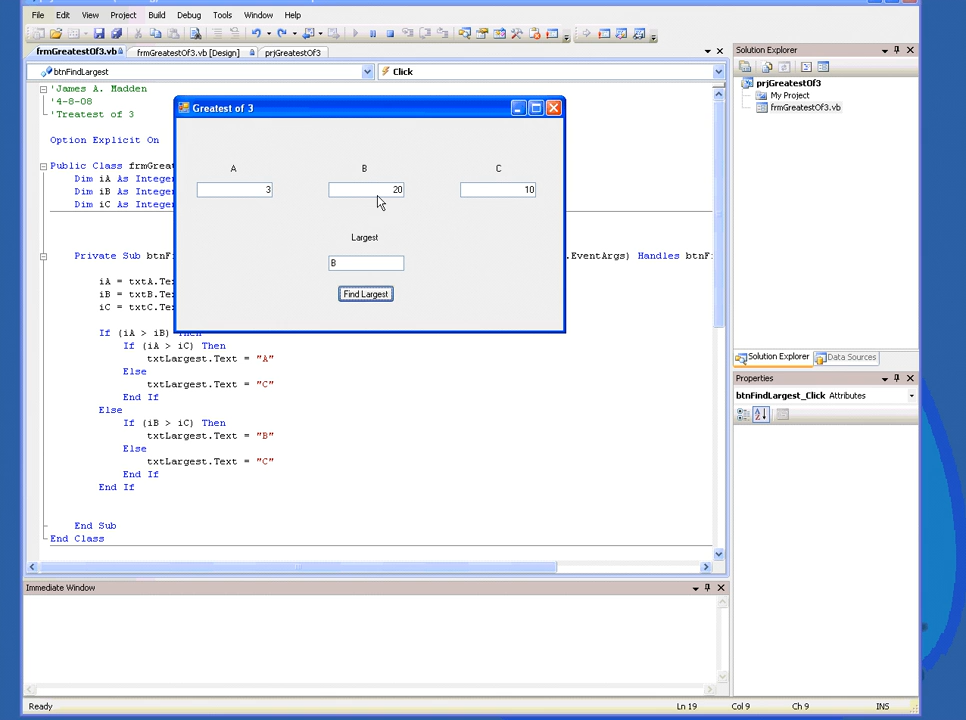 File Edit View Project Build Debug Tools Window Help
frmGreatestOf3.vb frmGreatestOf3.vb [Design] prjGreatestOf3
btnFindLargest Click
'James A. Madden
'4-8-08
'Treatest of 3
Option Explicit On
Public Class frmGrea
Dim iA As Integer
Dim iB As Integer
Dim iC As Integer
Private Sub btnF .EventArgs) Handles btnF
iA = txtA.Te
iB = txtB.Te
iC = txtC.Te
If (iA > iB) Then
If (iA > iC) Then
txtLargest.Text = "A"
Else
txtLargest.Text = "C"
End If
Else
If (iB > iC) Then
txtLargest.Text = "B"
Else
txtLargest.Text = "C"
End If
End If
End Sub
End Class
Greatest of 3
A B C
3 20 10
Largest
B
Find Largest
Solution Explorer
prjGreatestOf3
My Project
frmGreatestOf3.vb
Solution Explorer Data Sources
Properties
btnFindLargest_Click Attributes
Immediate Window
Ready Ln 19 Col 9 Ch 9 INS